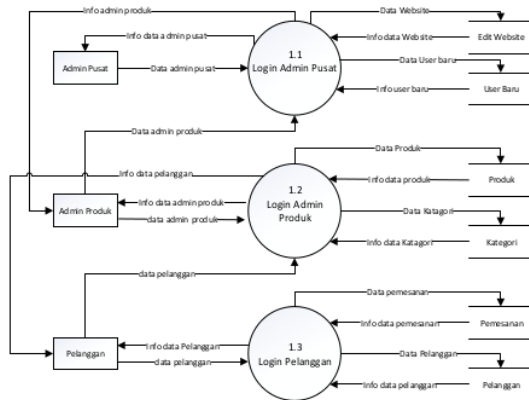 Info admin produk
Data Website
Info data admin pusat
Info data Website
Edit Website
1.1
Login Admin Pusat
Admin Pusat
Data admin pusat
Data User baru
Info user baru
User Baru
Data admin produk
Data Produk
Info data pelanggan
Info data produk
Produk
1.2
Login Admin
Produk
Admin Produk
Info data admin produk
data admin produk
Data Katagori
Info data Katagori
Kategori
data pelanggan
Data pemesanan
Info data pemesanan
Pemesanan
1.3
Login Pelanggan
Pelanggan
Info data Pelanggan
data pelanggan
Data Pelanggan
Info data pelanggan
Pelanggan